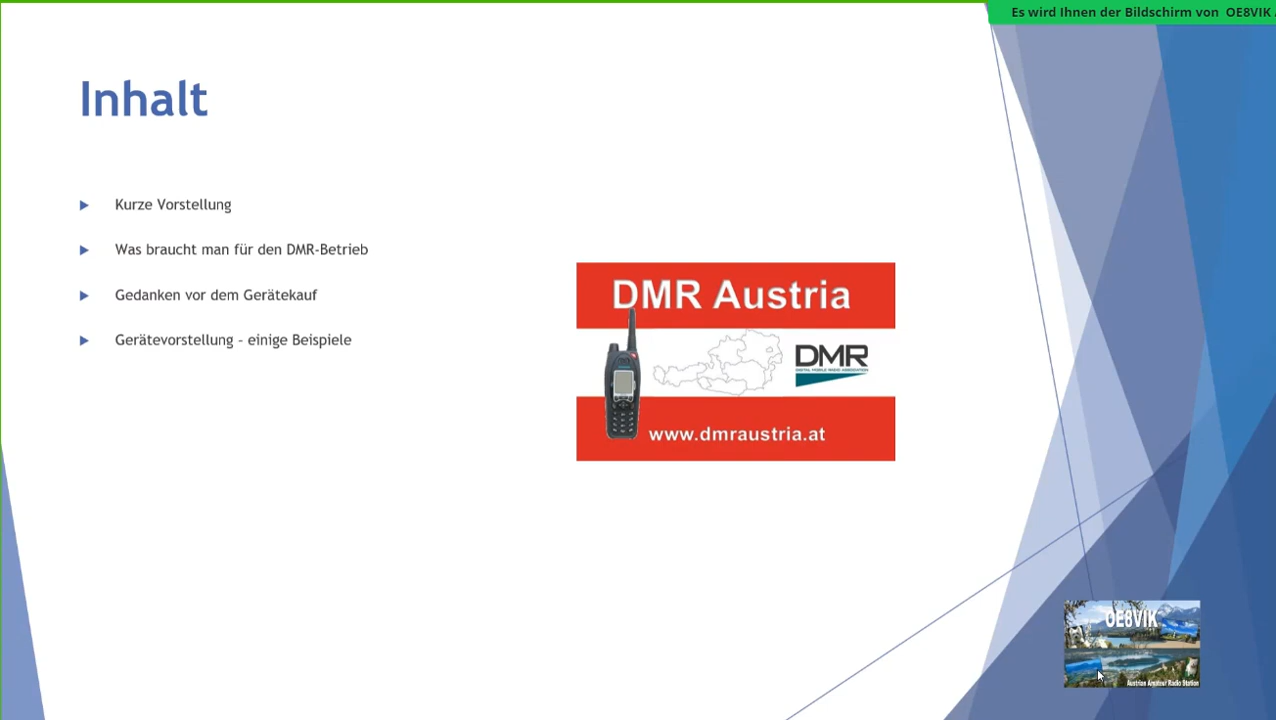 Es wird Ihnen der Bildschirm von OE8VIK
Inhalt
Kurze Vorstellung
Was braucht man für den DMR-Betrieb
Gedanken vor dem Gerätekauf
Gerätevorstellung - einige Beispiele
DMR Austria
DMR
DIGITAL MOBILE RADIO ASSOCIATION
www.dmraustria.at
OE8VIK
Austrian Amateur Radio Station